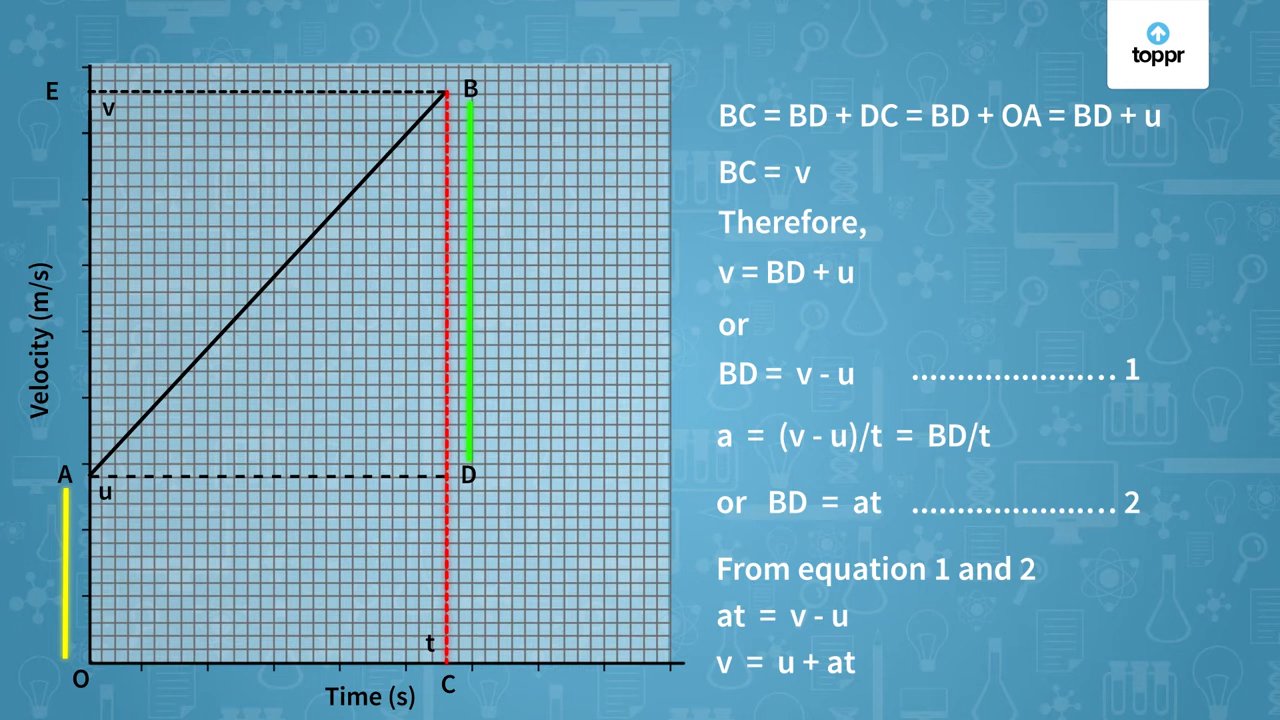 toppr
E
v
B
A
u
D
t
O
C
Velocity (m/s)
Time (s)
BC = BD + DC = BD + OA = BD + u
BC = v
Therefore,
v = BD + u
or
BD = v - u ........................ 1
a = (v - u)/t = BD/t
or BD = at ........................ 2
From equation 1 and 2
at = v - u
v = u + at